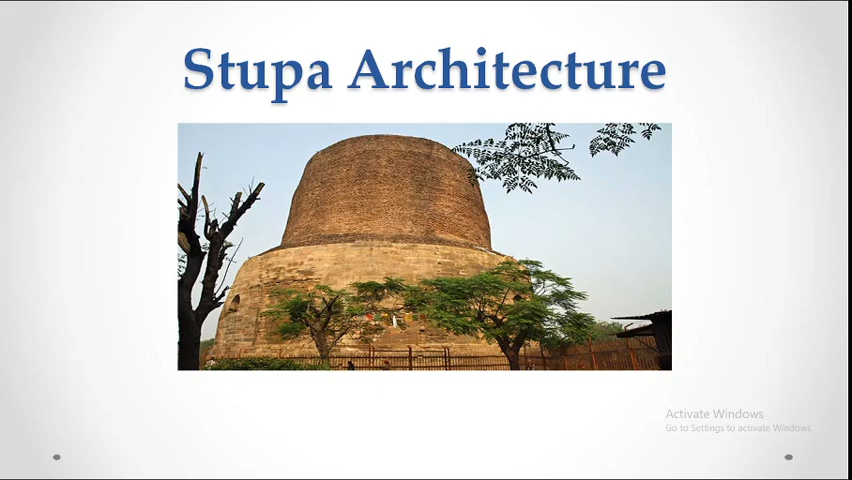 Stupa Architecture
Activate Windows
Go to Settings to activate Windows.